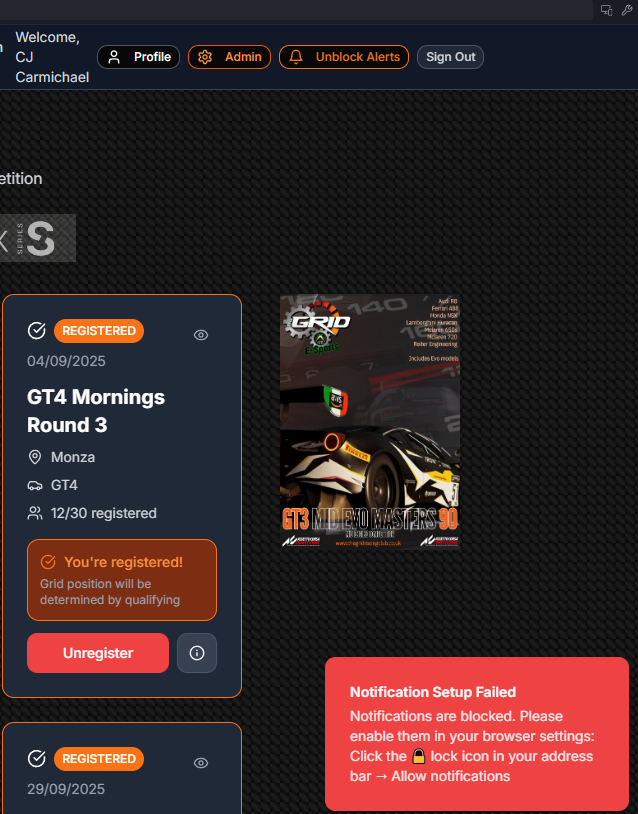 Welcome,
CJ
Carmichael
Profile
Admin
Unblock Alerts
Sign Out
etition
X SERIES S
REGISTERED
04/09/2025
GT4 Mornings
Round 3
Monza
GT4
12/30 registered
You're registered!
Grid position will be
determined by qualifying
Unregister
GRID
E-Sports
Audi R8
Ferrari 488
Honda NSX
Lamborghini Huracan
Mclaren 650s
Mclaren 720
Reiter Engineering
Includes Evo models
GT3 MID EVO MASTERS 90
www.thegridracingclub.co.uk
REGISTERED
29/09/2025
Notification Setup Failed
Notifications are blocked. Please
enable them in your browser settings:
Click the 🔒 lock icon in your address
bar → Allow notifications